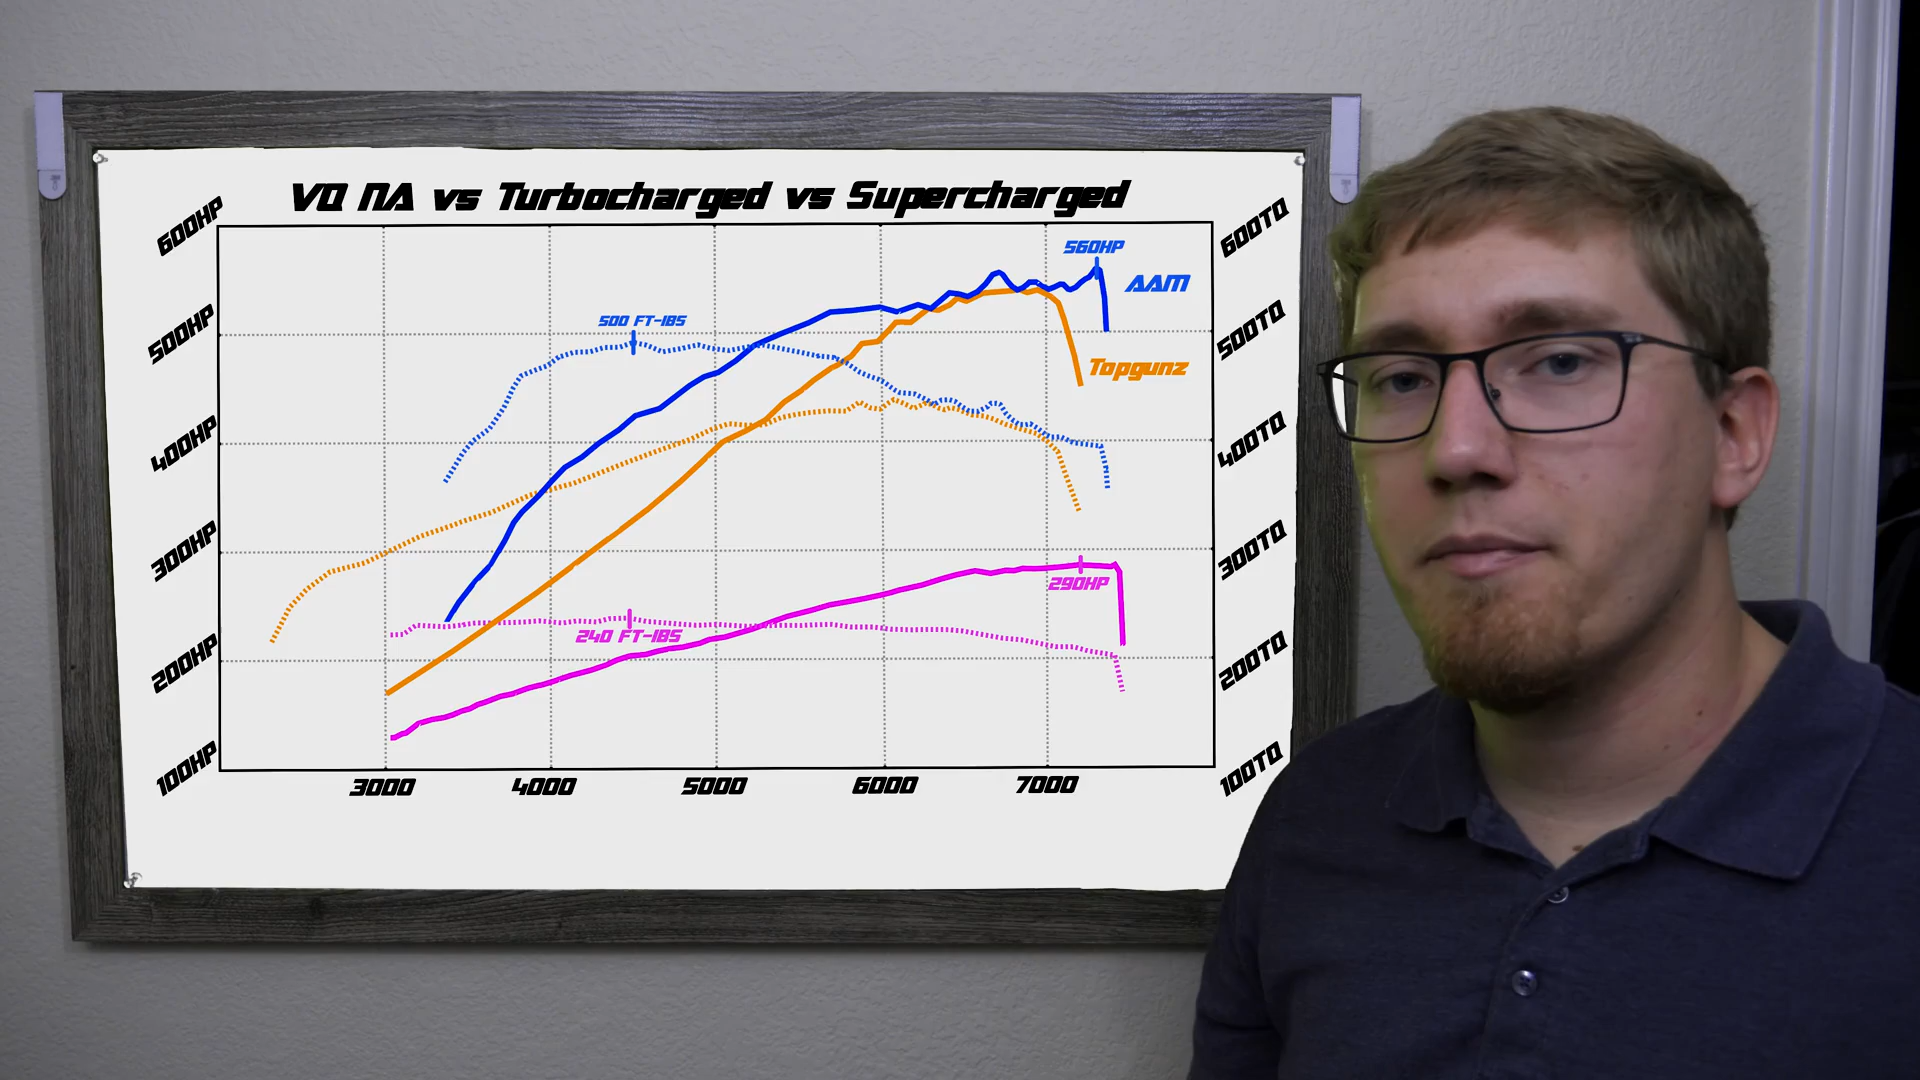 VQ NA vs Turbocharged vs Supercharged
600HP
500HP
400HP
300HP
200HP
100HP
600TQ
500TQ
400TQ
300TQ
200TQ
100TQ
560HP
AAM
500 FT-lBS
Topgunz
290HP
240 FT-lBS
3000
4000
5000
6000
7000